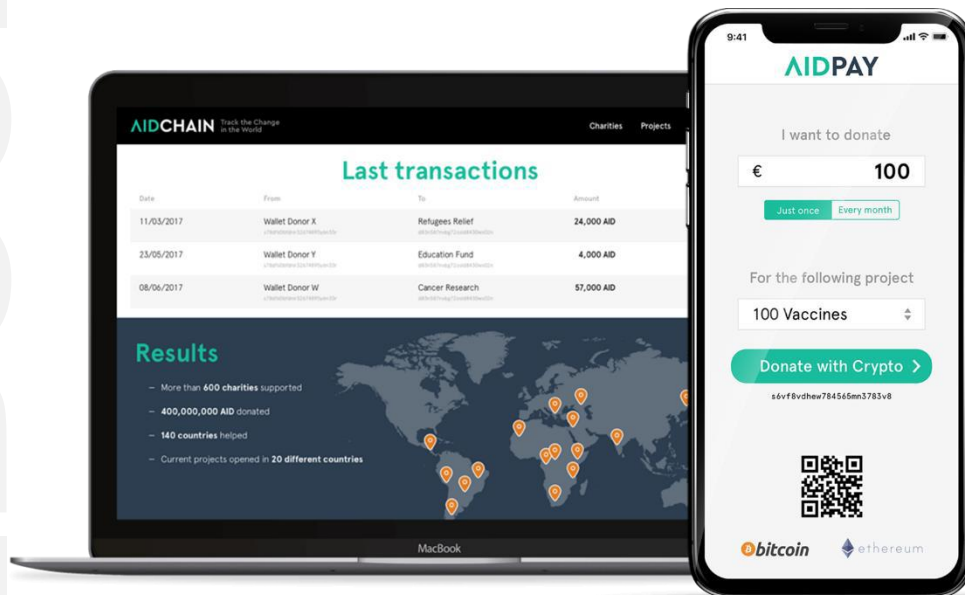 AIDCHAIN
Track the Change
in the World
Charities Projects
Last transactions
Date From To Amount
11/03/2017 Wallet Donor X Refugees Relief 24,000 AID
23/05/2017 Wallet Donor Y Education Fund 4,000 AID
08/06/2017 Wallet Donor W Cancer Research 57,000 AID
Results
– More than 600 charities supported
– 400,000,000 AID donated
– 140 countries helped
– Current projects opened in 20 different countries
MacBook
9:41
AIDPAY
I want to donate
€ 100
Just once Every month
For the following project
100 Vaccines
Donate with Crypto >
s6vf8vdhew784565mn3783v8
bitcoin ethereum